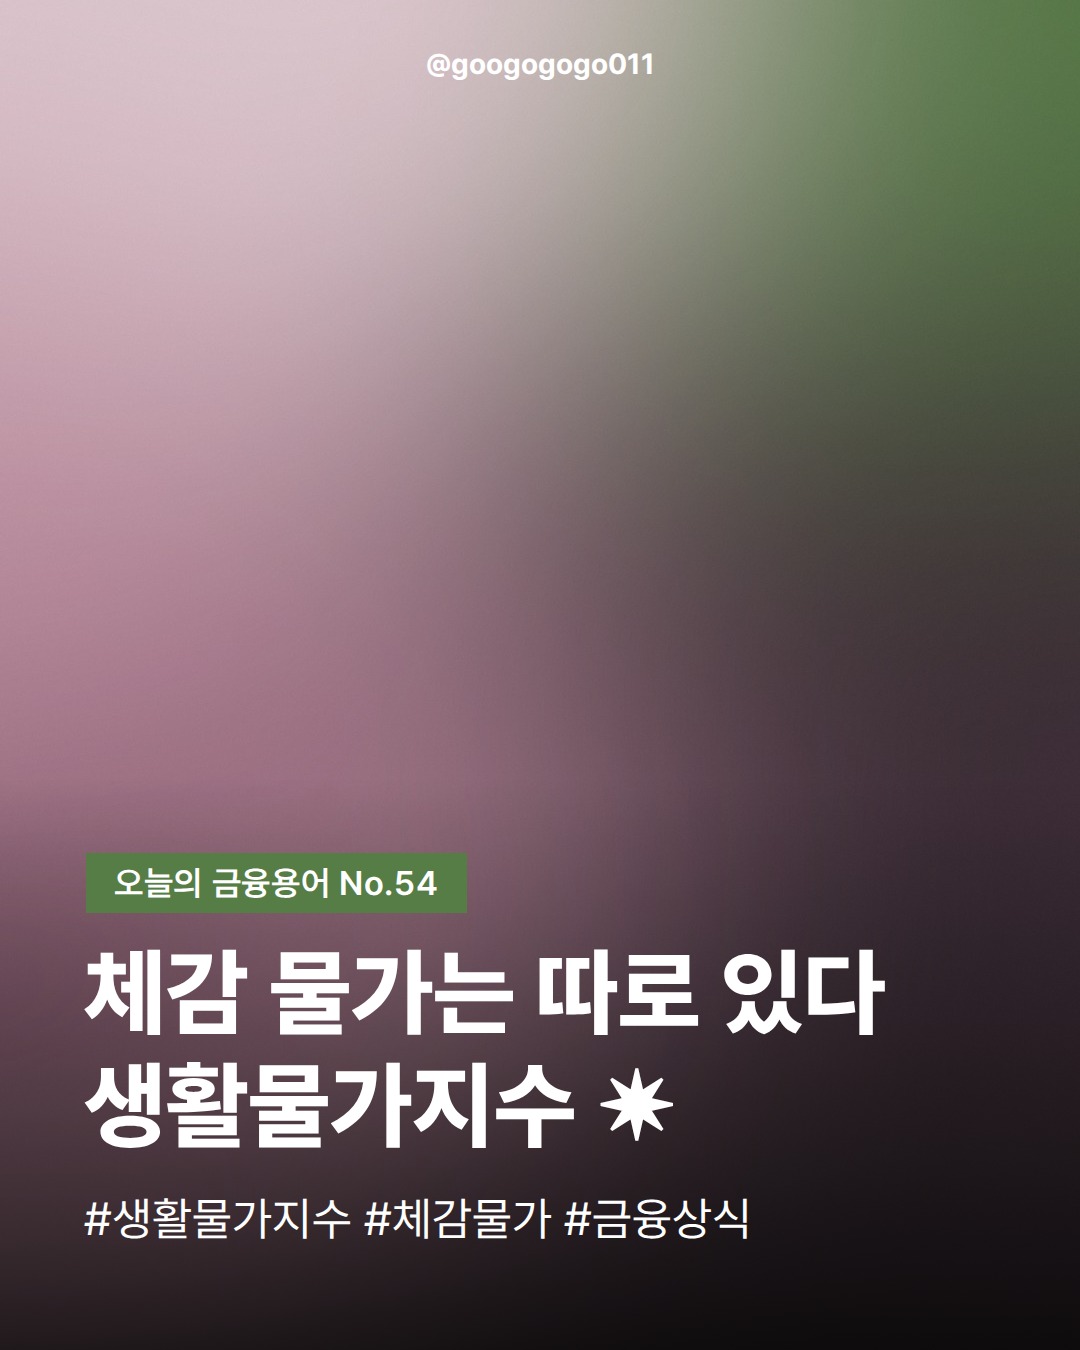 @googogogo011
오늘의 금융용어 No.54
체감 물가는 따로 있다
생활물가지수 ✷
#생활물가지수 #체감물가 #금융상식